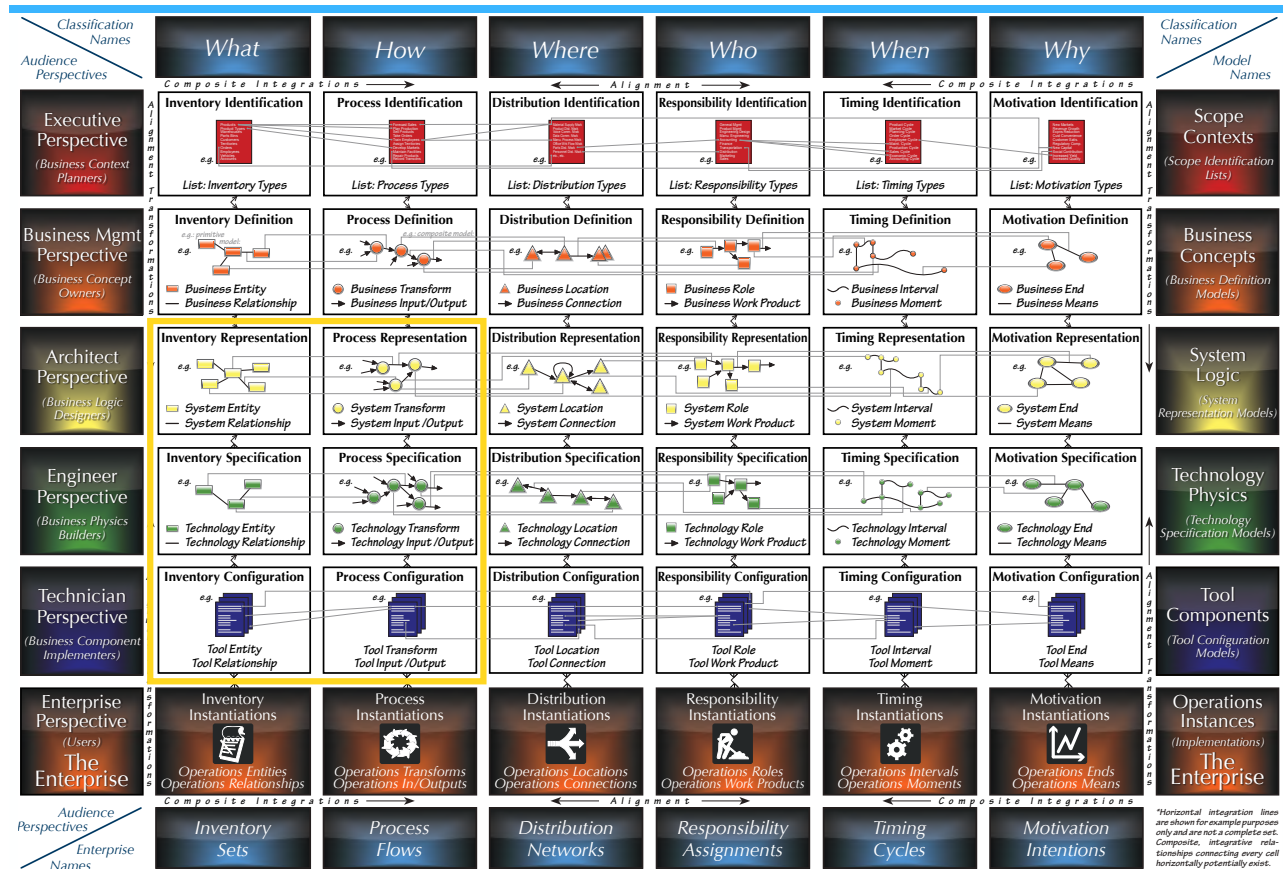 Classification
Names
Audience
Perspectives
What
How
Where
Who
When
Why
Classification
Names
Model
Names
Composite Integrations
Alignment
Composite Integrations
Alignment
Transformations
Alignment
Transformations
Executive
Perspective
(Business Context
Planners)
Inventory Identification
e.g.
List: Inventory Types
Process Identification
e.g.
List: Process Types
Distribution Identification
e.g.
List: Distribution Types
Responsibility Identification
e.g.
List: Responsibility Types
Timing Identification
e.g.
List: Timing Types
Motivation Identification
e.g.
List: Motivation Types
Scope
Contexts
(Scope Identification
Lists)
Business Mgmt
Perspective
(Business Concept
Owners)
Inventory Definition
e.g.: primitive
model:
e.g.
Business Entity
Business Relationship
Process Definition
e.g.: composite model:
e.g.
Business Transform
Business Input/Output
Distribution Definition
e.g.
Business Location
Business Connection
Responsibility Definition
e.g.
Business Role
Business Work Product
Timing Definition
e.g.
Business Interval
Business Moment
Motivation Definition
e.g.
Business End
Business Means
Business
Concepts
(Business Definition
Models)
Architect
Perspective
(Business Logic
Designers)
Inventory Representation
e.g.
System Entity
System Relationship
Process Representation
e.g.
System Transform
System Input /Output
Distribution Representation
e.g.
System Location
System Connection
Responsibility Representation
e.g.
System Role
System Work Product
Timing Representation
e.g.
System Interval
System Moment
Motivation Representation
e.g.
System End
System Means
System
Logic
(System
Representation Models)
Engineer
Perspective
(Business Physics
Builders)
Inventory Specification
e.g.
Technology Entity
Technology Relationship
Process Specification
e.g.
Technology Transform
Technology Input /Output
Distribution Specification
e.g.
Technology Location
Technology Connection
Responsibility Specification
e.g.
Technology Role
Technology Work Product
Timing Specification
e.g.
Technology Interval
Technology Moment
Motivation Specification
e.g.
Technology End
Technology Means
Technology
Physics
(Technology
Specification Models)
Technician
Perspective
(Business Component
Implementers)
Inventory Configuration
e.g.
Tool Entity
Tool Relationship
Process Configuration
e.g.
Tool Transform
Tool Input /Output
Distribution Configuration
e.g.
Tool Location
Tool Connection
Responsibility Configuration
e.g.
Tool Role
Tool Work Product
Timing Configuration
e.g.
Tool Interval
Tool Moment
Motivation Configuration
e.g.
Tool End
Tool Means
Tool
Components
(Tool Configuration
Models)
Alignment
Transformations
nsformations
Enterprise
Perspective
(Users)
The
Enterprise
Inventory
Instantiations
Operations Entities
Operations Relationships
Process
Instantiations
Operations Transforms
Operations In/Outputs
Distribution
Instantiations
Operations Locations
Operations Connections
Responsibility
Instantiations
Operations Roles
Operations Work Products
Timing
Instantiations
Operations Intervals
Operations Moments
Motivation
Instantiations
Operations Ends
Operations Means
Operations
Instances
(Implementations)
The
Enterprise
Composite Integrations
Alignment
Composite Integrations
Audience
Perspectives
Enterprise
Names
Inventory
Sets
Process
Flows
Distribution
Networks
Responsibility
Assignments
Timing
Cycles
Motivation
Intentions
*Horizontal integration lines
are shown for example purposes
only and are not a complete set.
Composite, integrative rela-
tionships connecting every cell
horizontally potentially exist.